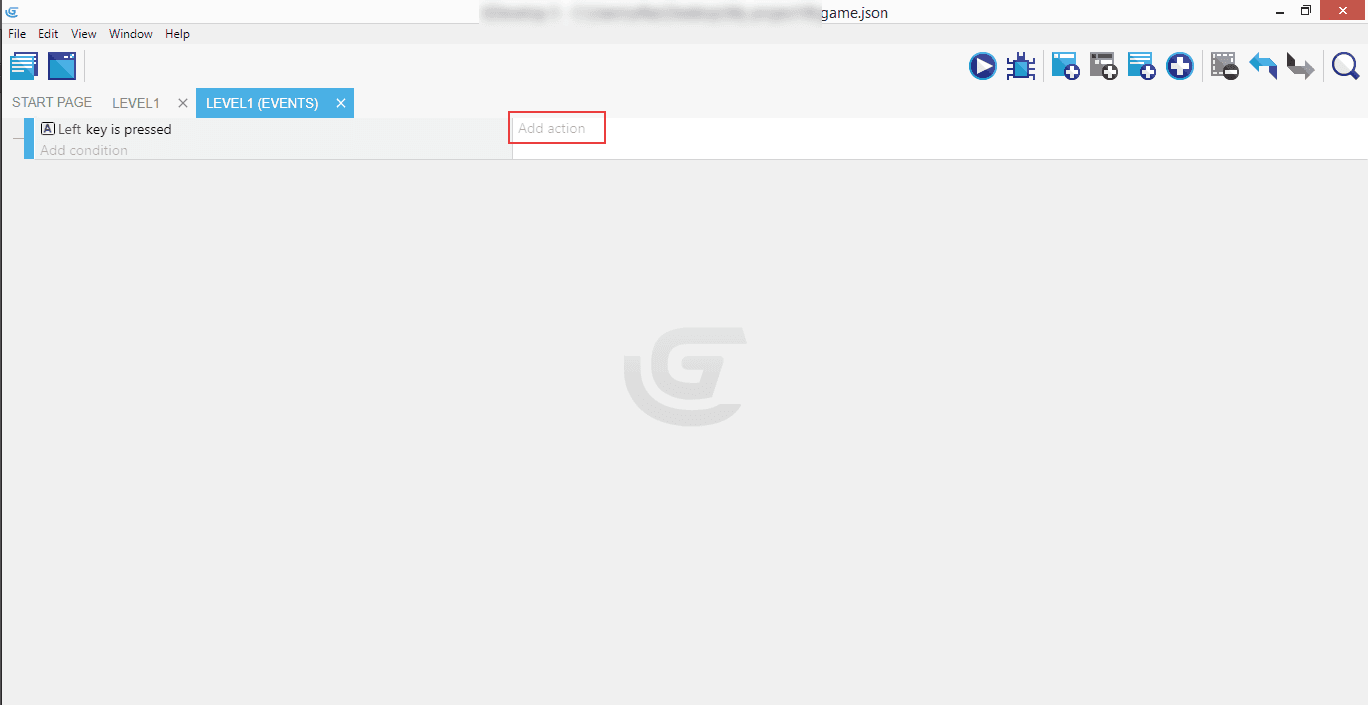 game.json
File Edit View Window Help
START PAGE LEVEL1 LEVEL1 (EVENTS)
A Left key is pressed
Add action
Add condition